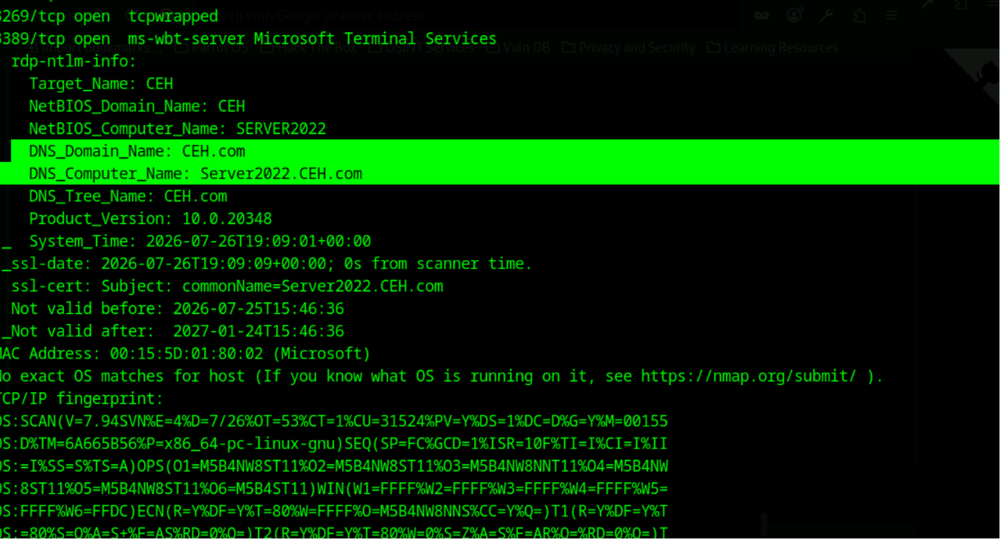 with Google or enter address
Vuln DB Privacy and Security Learning Resources
3269/tcp open tcpwrapped
3389/tcp open ms-wbt-server Microsoft Terminal Services
rdp-ntlm-info:
Target_Name: CEH
NetBIOS_Domain_Name: CEH
NetBIOS_Computer_Name: SERVER2022
DNS_Domain_Name: CEH.com
DNS_Computer_Name: Server2022.CEH.com
DNS_Tree_Name: CEH.com
Product_Version: 10.0.20348
_ System_Time: 2026-07-26T19:09:01+00:00
_ssl-date: 2026-07-26T19:09:09+00:00; 0s from scanner time.
ssl-cert: Subject: commonName=Server2022.CEH.com
Not valid before: 2026-07-25T15:46:36
_Not valid after: 2027-01-24T15:46:36
MAC Address: 00:15:5D:01:80:02 (Microsoft)
No exact OS matches for host (If you know what OS is running on it, see https://nmap.org/submit/ ).
TCP/IP fingerprint:
OS:SCAN(V=7.94SVN%E=4%D=7/26%OT=53%CT=1%CU=31524%PV=Y%DS=1%DC=D%G=Y%M=00155
OS:D%TM=6A665B56%P=x86_64-pc-linux-gnu)SEQ(SP=FC%GCD=1%ISR=10F%TI=I%CI=I%II
OS:=I%SS=S%TS=A)OPS(O1=M5B4NW8ST11%O2=M5B4NW8ST11%O3=M5B4NW8NNT11%O4=M5B4NW
OS:8ST11%O5=M5B4NW8ST11%O6=M5B4ST11)WIN(W1=FFFF%W2=FFFF%W3=FFFF%W4=FFFF%W5=
OS:FFFF%W6=FFDC)ECN(R=Y%DF=Y%T=80%W=FFFF%O=M5B4NW8NNS%CC=Y%Q=)T1(R=Y%DF=Y%T
OS:=80%S=O%A=S+%F=AS%RD=0%Q=)T2(R=Y%DF=Y%T=80%W=0%S=Z%A=S%F=AR%O=%RD=0%Q=)T